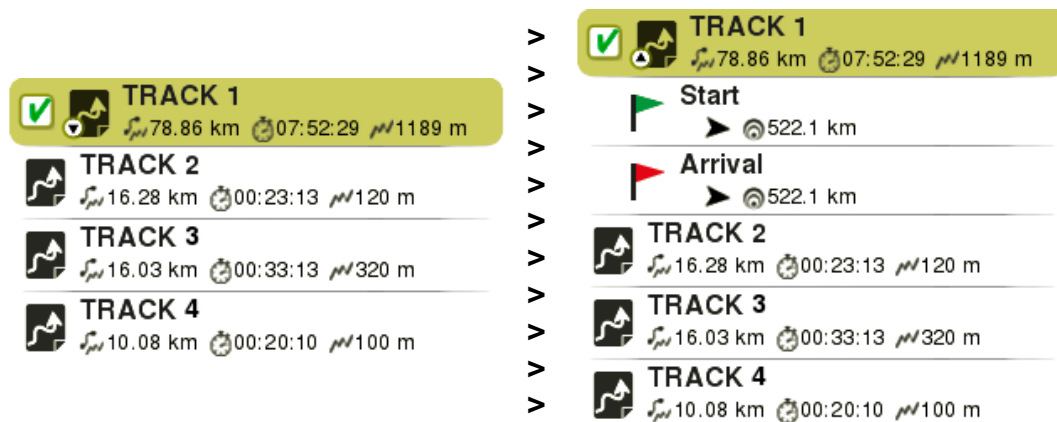 TRACK 1
78.86 km 07:52:29 1189 m
TRACK 2
16.28 km 00:23:13 120 m
TRACK 3
16.03 km 00:33:13 320 m
TRACK 4
10.08 km 00:20:10 100 m
>
>
>
>
>
>
>
>
>
>
>
TRACK 1
78.86 km 07:52:29 1189 m
Start
522.1 km
Arrival
522.1 km
TRACK 2
16.28 km 00:23:13 120 m
TRACK 3
16.03 km 00:33:13 320 m
TRACK 4
10.08 km 00:20:10 100 m